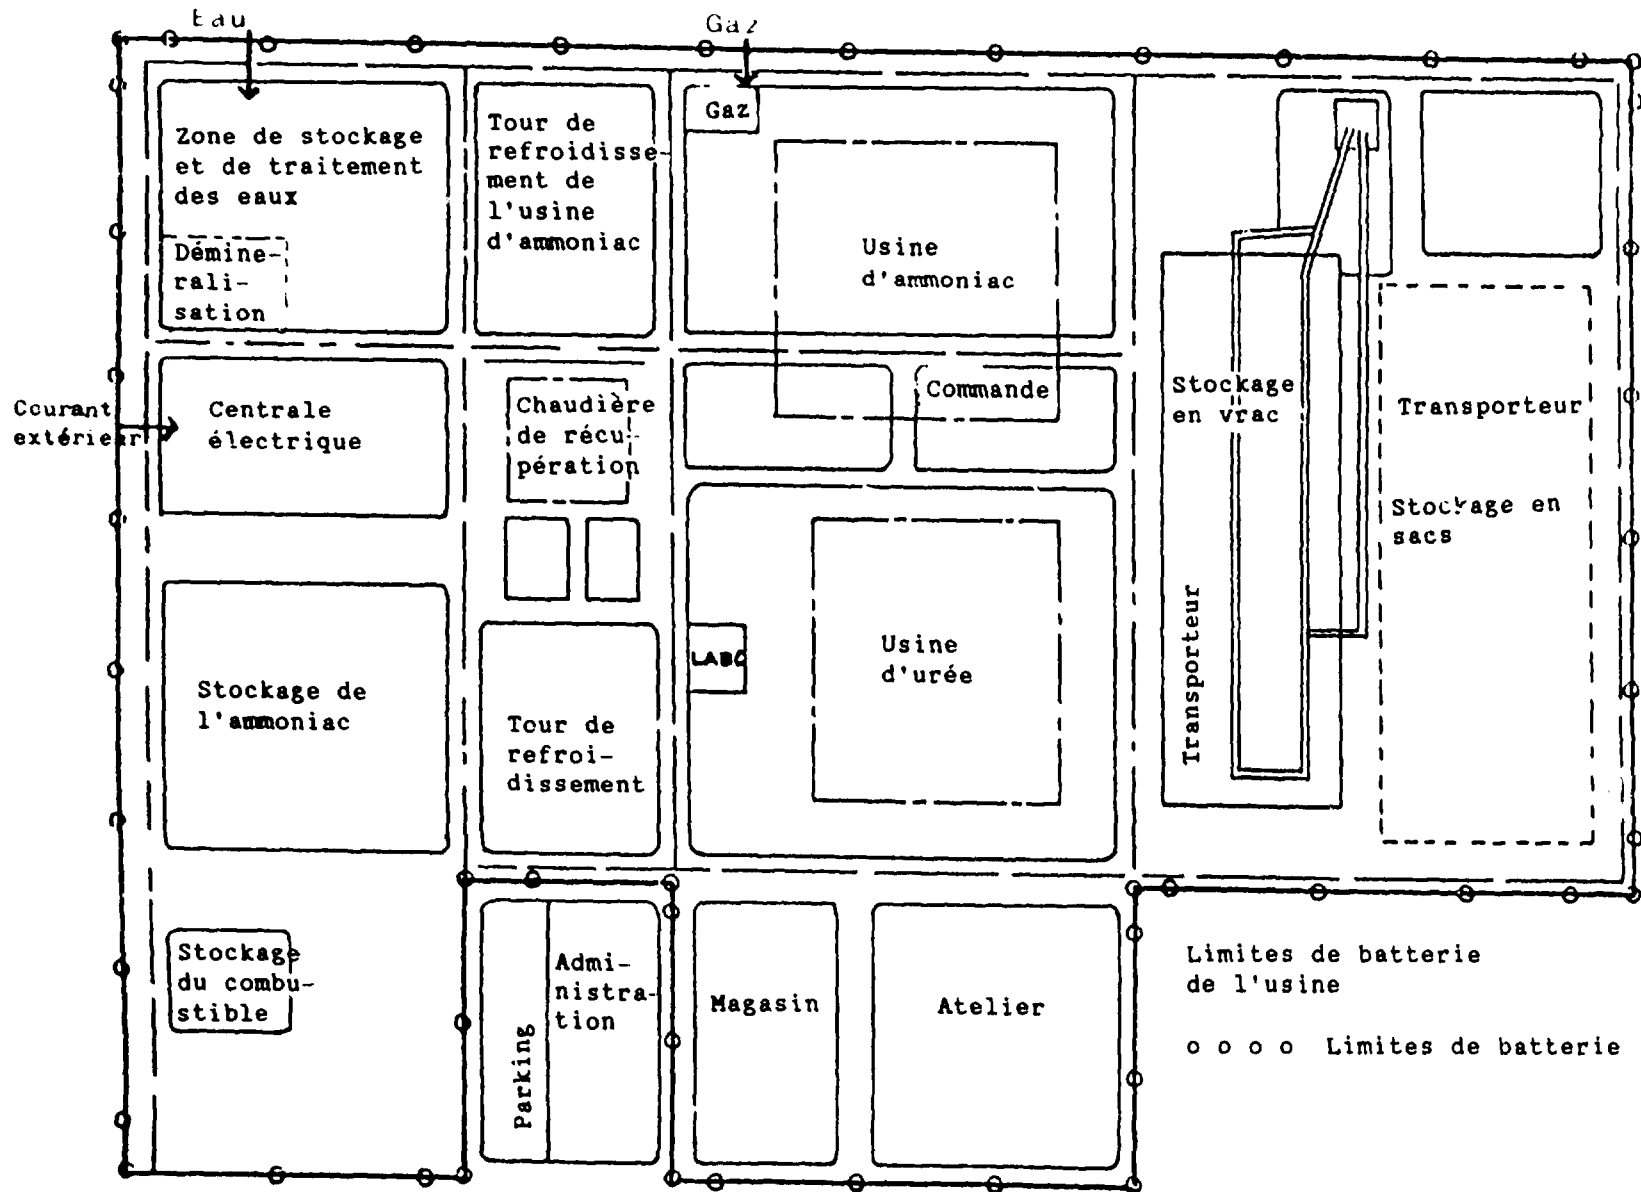 Eau
Gaz
Zone de stockage
et de traitement
des eaux
Démine-
rali-
sation
Tour de
refroidisse-
ment de
l'usine
d'ammoniac
Gaz
Usine
d'ammoniac
Courant
extérieur
Centrale
électrique
Chaudière
de récu-
pération
Commande
Stockage
en vrac
Transporteur
Stockage en
sacs
Transporteur
Stockage de
l'ammoniac
Tour de
refroi-
dissement
LABO
Usine
d'urée
Stockage
du combu-
stible
Parking
Admi-
nistra-
tion
Magasin
Atelier
Limites de batterie
de l'usine
o o o o Limites de batterie